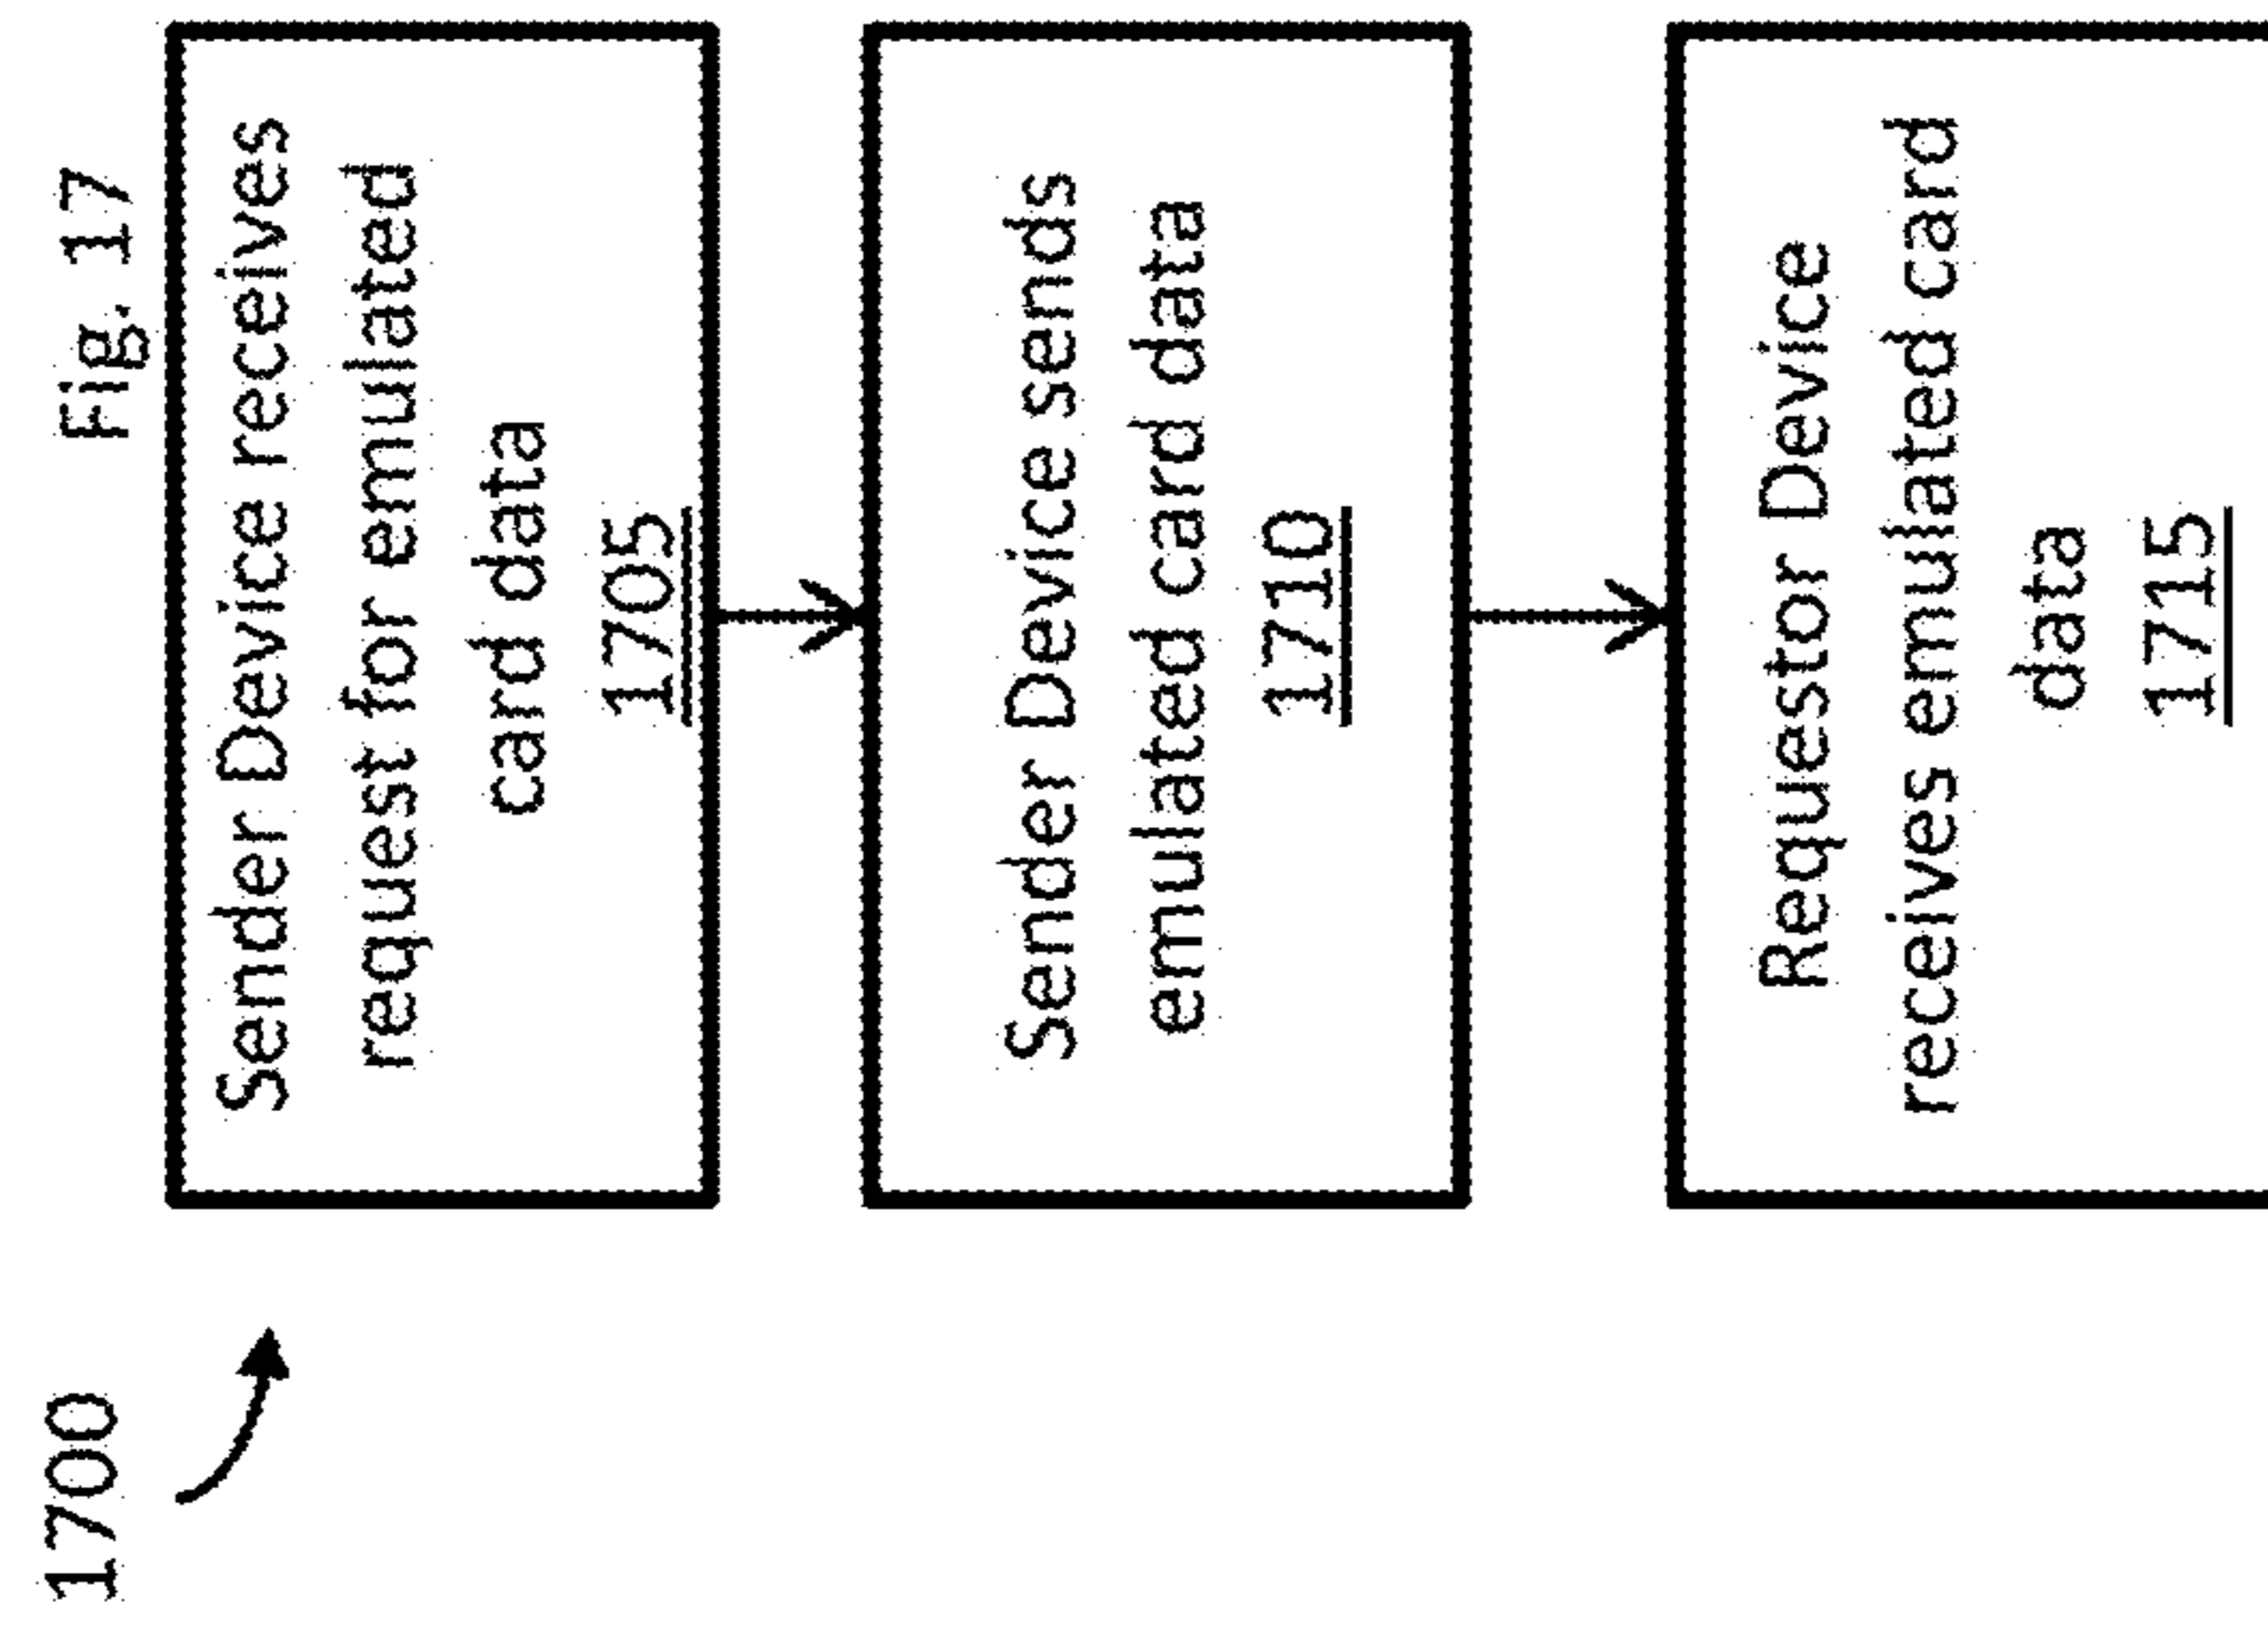 Fig. 17
1700
Sender Device receives
request for emulated
card data
1705
Sender Device sends
emulated card data
1710
Requestor Device
receives emulated card
data
1715